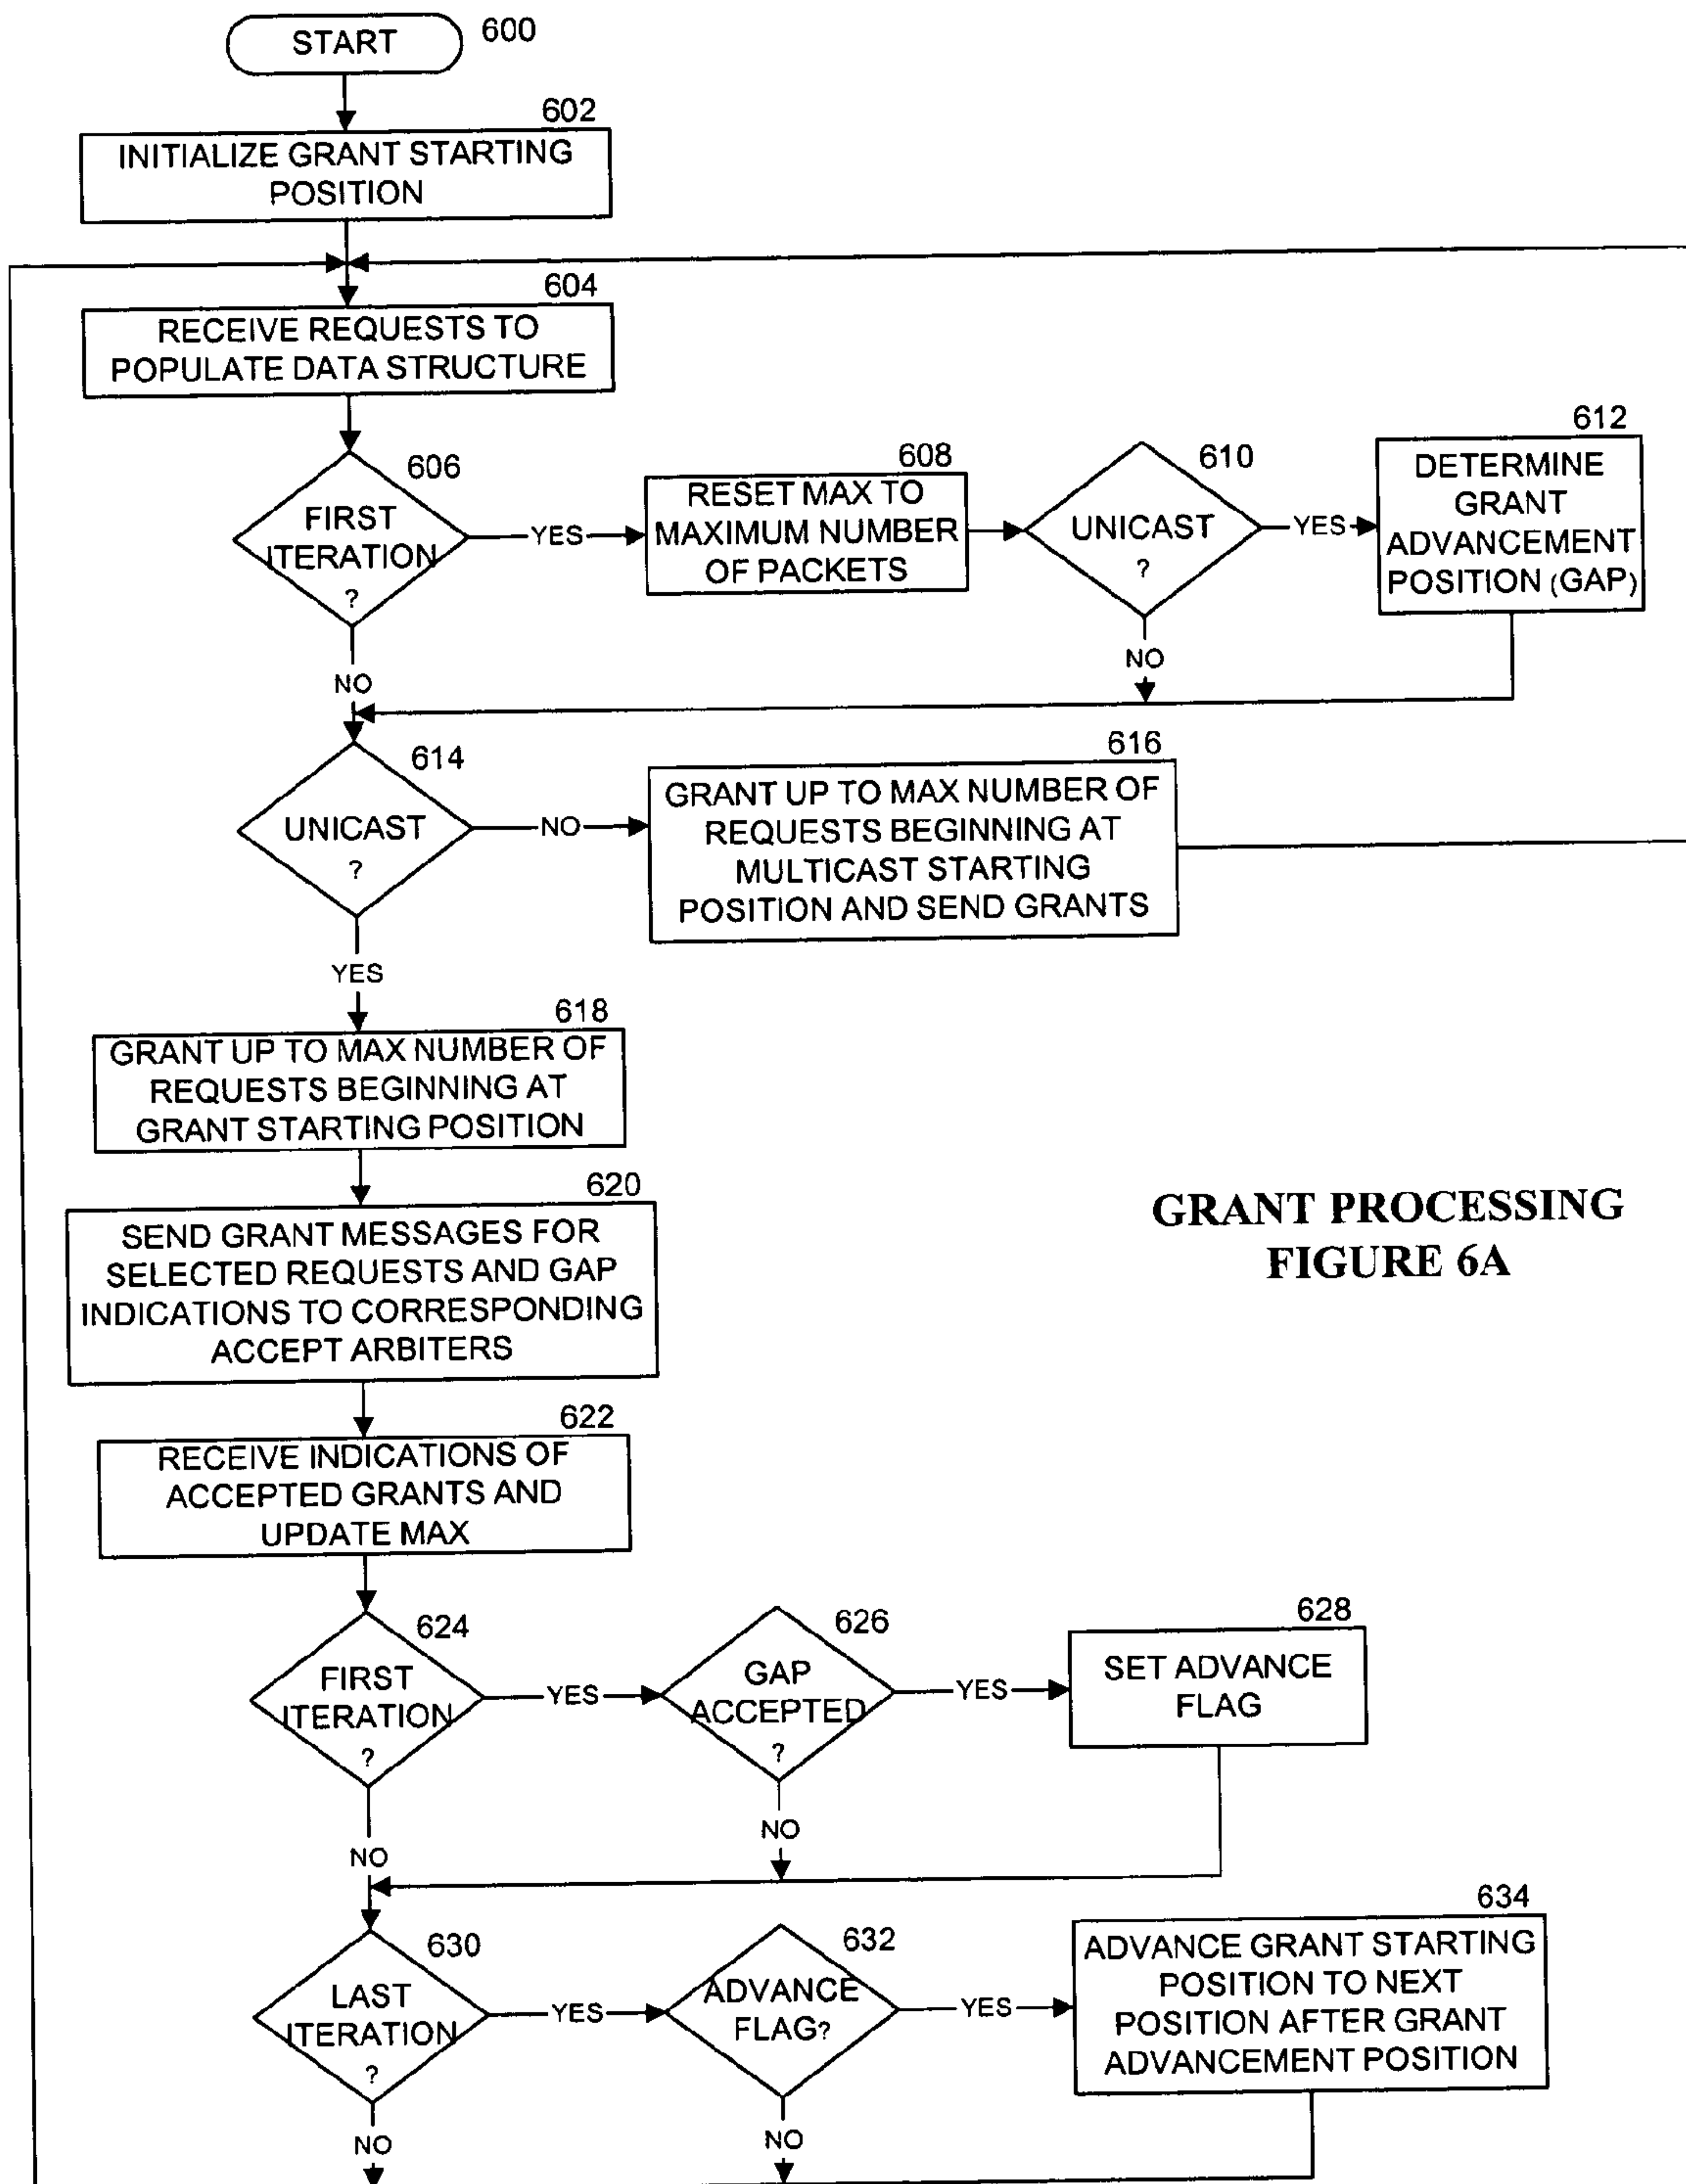 START
600
602
INITIALIZE GRANT STARTING
POSITION
604
RECEIVE REQUESTS TO
POPULATE DATA STRUCTURE
606
FIRST
ITERATION
?
YES
NO
608
RESET MAX TO
MAXIMUM NUMBER
OF PACKETS
610
UNICAST
?
YES
NO
612
DETERMINE
GRANT
ADVANCEMENT
POSITION (GAP)
614
UNICAST
?
NO
YES
616
GRANT UP TO MAX NUMBER OF
REQUESTS BEGINNING AT
MULTICAST STARTING
POSITION AND SEND GRANTS
618
GRANT UP TO MAX NUMBER OF
REQUESTS BEGINNING AT
GRANT STARTING POSITION
620
SEND GRANT MESSAGES FOR
SELECTED REQUESTS AND GAP
INDICATIONS TO CORRESPONDING
ACCEPT ARBITERS
GRANT PROCESSING
FIGURE 6A
622
RECEIVE INDICATIONS OF
ACCEPTED GRANTS AND
UPDATE MAX
624
FIRST
ITERATION
?
YES
NO
626
GAP
ACCEPTED
?
YES
NO
628
SET ADVANCE
FLAG
630
LAST
ITERATION
?
YES
NO
632
ADVANCE
FLAG?
YES
NO
634
ADVANCE GRANT STARTING
POSITION TO NEXT
POSITION AFTER GRANT
ADVANCEMENT POSITION